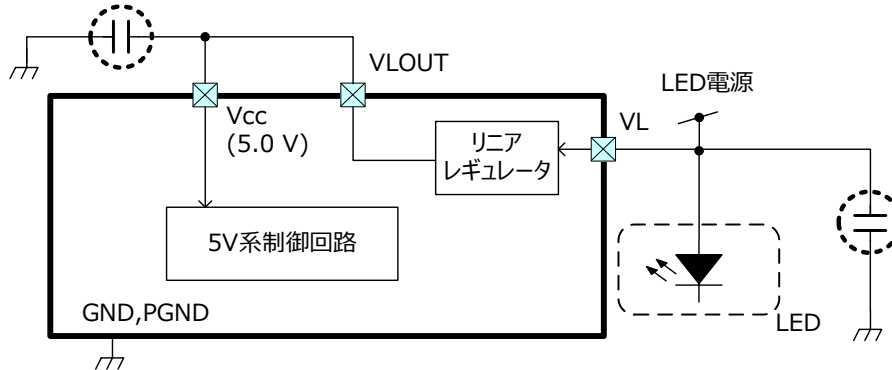 VLOUT
LED電源
Vcc
(5.0 V)
VL
リニア
レギュレータ
5V系制御回路
GND,PGND
LED